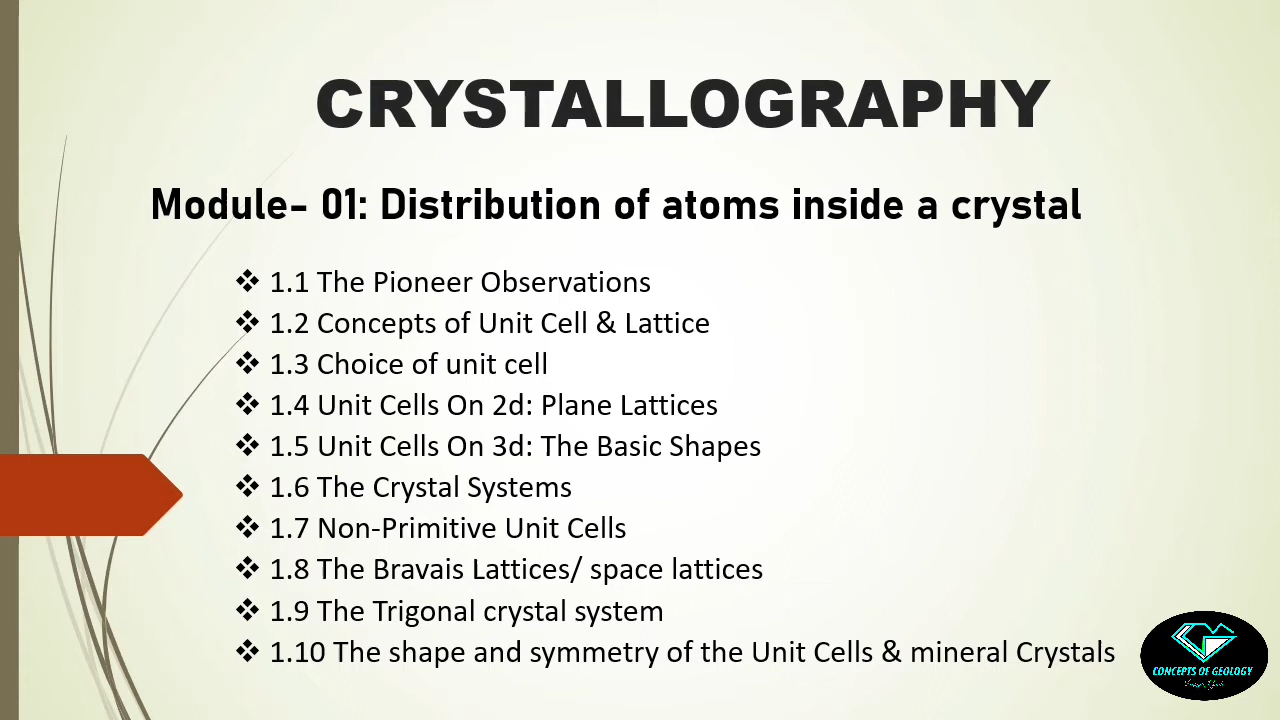 CRYSTALLOGRAPHY
Module- 01: Distribution of atoms inside a crystal
❖ 1.1 The Pioneer Observations
❖ 1.2 Concepts of Unit Cell & Lattice
❖ 1.3 Choice of unit cell
❖ 1.4 Unit Cells On 2d: Plane Lattices
❖ 1.5 Unit Cells On 3d: The Basic Shapes
❖ 1.6 The Crystal Systems
❖ 1.7 Non-Primitive Unit Cells
❖ 1.8 The Bravais Lattices/ space lattices
❖ 1.9 The Trigonal crystal system
❖ 1.10 The shape and symmetry of the Unit Cells & mineral Crystals
CONCEPTS OF GEOLOGY